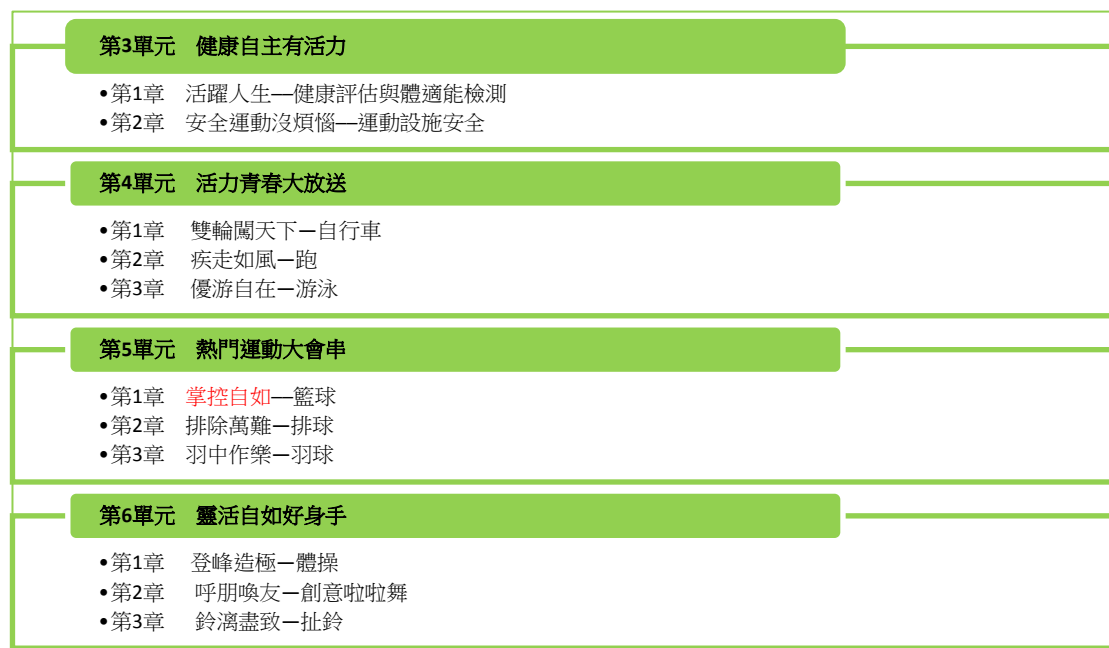 第3單元　健康自主有活力
•第1章　活躍人生—健康評估與體適能檢測
•第2章　安全運動沒煩惱—運動設施安全
第4單元　活力青春大放送
•第1章　雙輪闖天下—自行車
•第2章　疾走如風—跑
•第3章　優游自在—游泳
第5單元　熱門運動大會串
•第1章　掌控自如—籃球
•第2章　排除萬難—排球
•第3章　羽中作樂—羽球
第6單元　靈活自如好身手
•第1章　登峰造極—體操
•第2章　呼朋喚友—創意啦啦舞
•第3章　鈴漓盡致—扯鈴